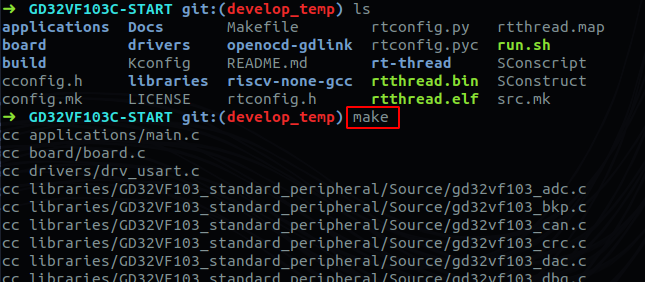 ➜ GD32VF103C-START git:(develop_temp) ls
applications Docs Makefile rtconfig.py rtthread.map
board drivers openocd-gdlink rtconfig.pyc run.sh
build Kconfig README.md rt-thread SConscript
cconfig.h libraries riscv-none-gcc rtthread.bin SConstruct
config.mk LICENSE rtconfig.h rtthread.elf src.mk
➜ GD32VF103C-START git:(develop_temp) make
cc applications/main.c
cc board/board.c
cc drivers/drv_usart.c
cc libraries/GD32VF103_standard_peripheral/Source/gd32vf103_adc.c
cc libraries/GD32VF103_standard_peripheral/Source/gd32vf103_bkp.c
cc libraries/GD32VF103_standard_peripheral/Source/gd32vf103_can.c
cc libraries/GD32VF103_standard_peripheral/Source/gd32vf103_crc.c
cc libraries/GD32VF103_standard_peripheral/Source/gd32vf103_dac.c
cc libraries/GD32VF103_standard_peripheral/Source/gd32vf103_dbg.c